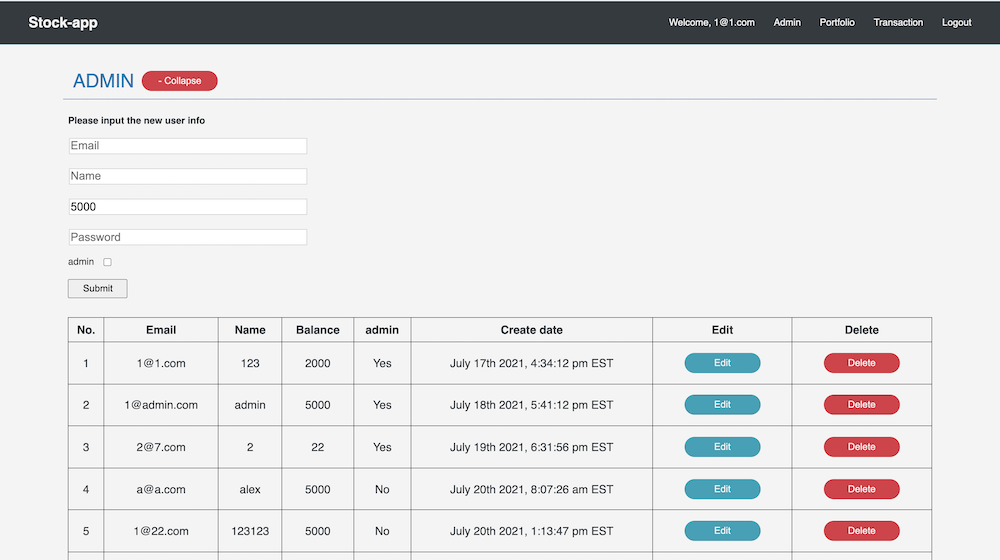 Stock-app Welcome, 1@1.com Admin Portfolio Transaction Logout
ADMIN - Collapse
Please input the new user info
Email
Name
5000
Password
admin
Submit
No. Email Name Balance admin Create date Edit Delete
1 1@1.com 123 2000 Yes July 17th 2021, 4:34:12 pm EST Edit Delete
2 1@admin.com admin 5000 Yes July 18th 2021, 5:41:12 pm EST Edit Delete
3 2@7.com 2 22 Yes July 19th 2021, 6:31:56 pm EST Edit Delete
4 a@a.com alex 5000 No July 20th 2021, 8:07:26 am EST Edit Delete
5 1@22.com 123123 5000 No July 20th 2021, 1:13:47 pm EST Edit Delete